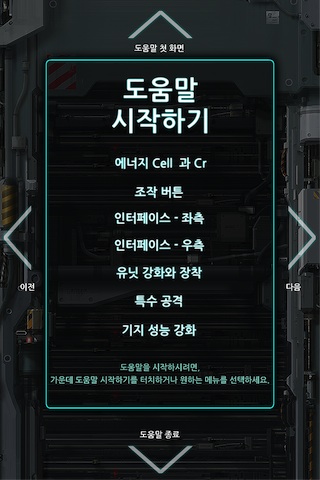 도움말 첫 화면
도움말
시작하기
에너지 Cell 과 Cr
조작 버튼
인터페이스 - 좌측
인터페이스 - 우측
이전
다음
유닛 강화와 장착
특수 공격
기지 성능 강화
도움말을 시작하시려면,
가운데 도움말 시작하기를 터치하거나 원하는 메뉴를 선택하세요.
도움말 종료